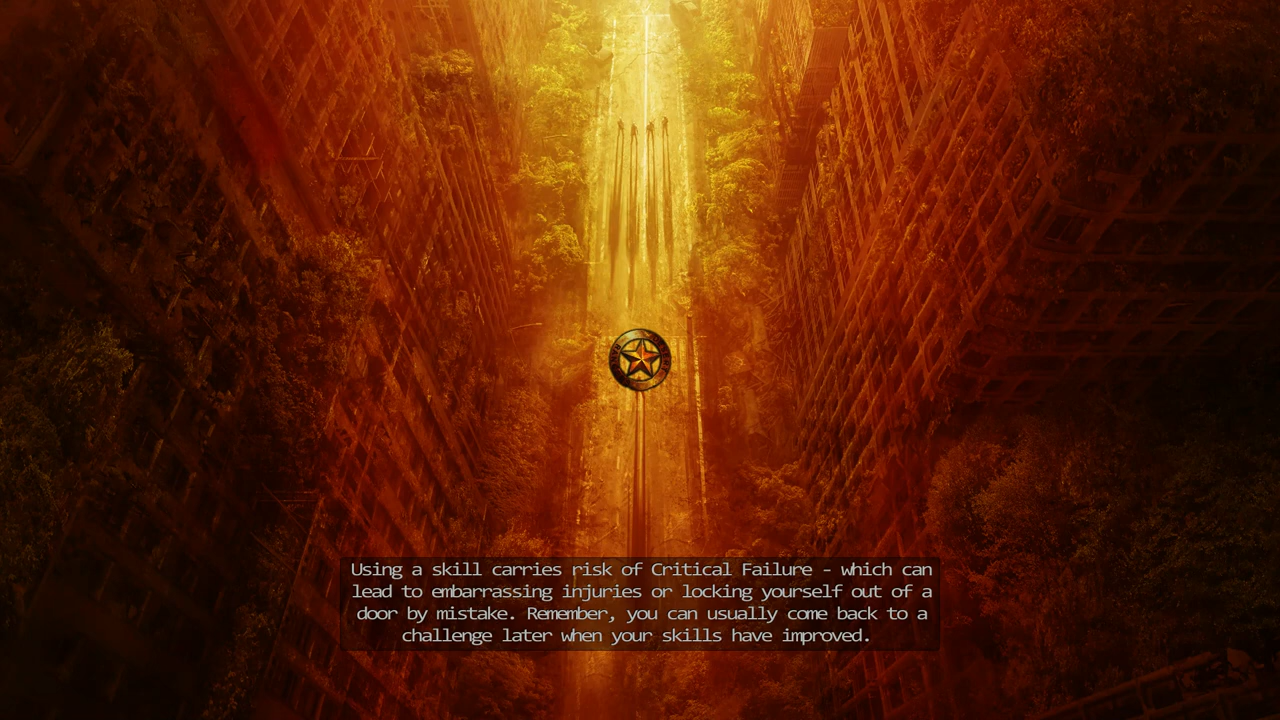 Using a skill carries risk of Critical Failure - which can
lead to embarrassing injuries or locking yourself out of a
door by mistake. Remember, you can usually come back to a
challenge later when your skills have improved.